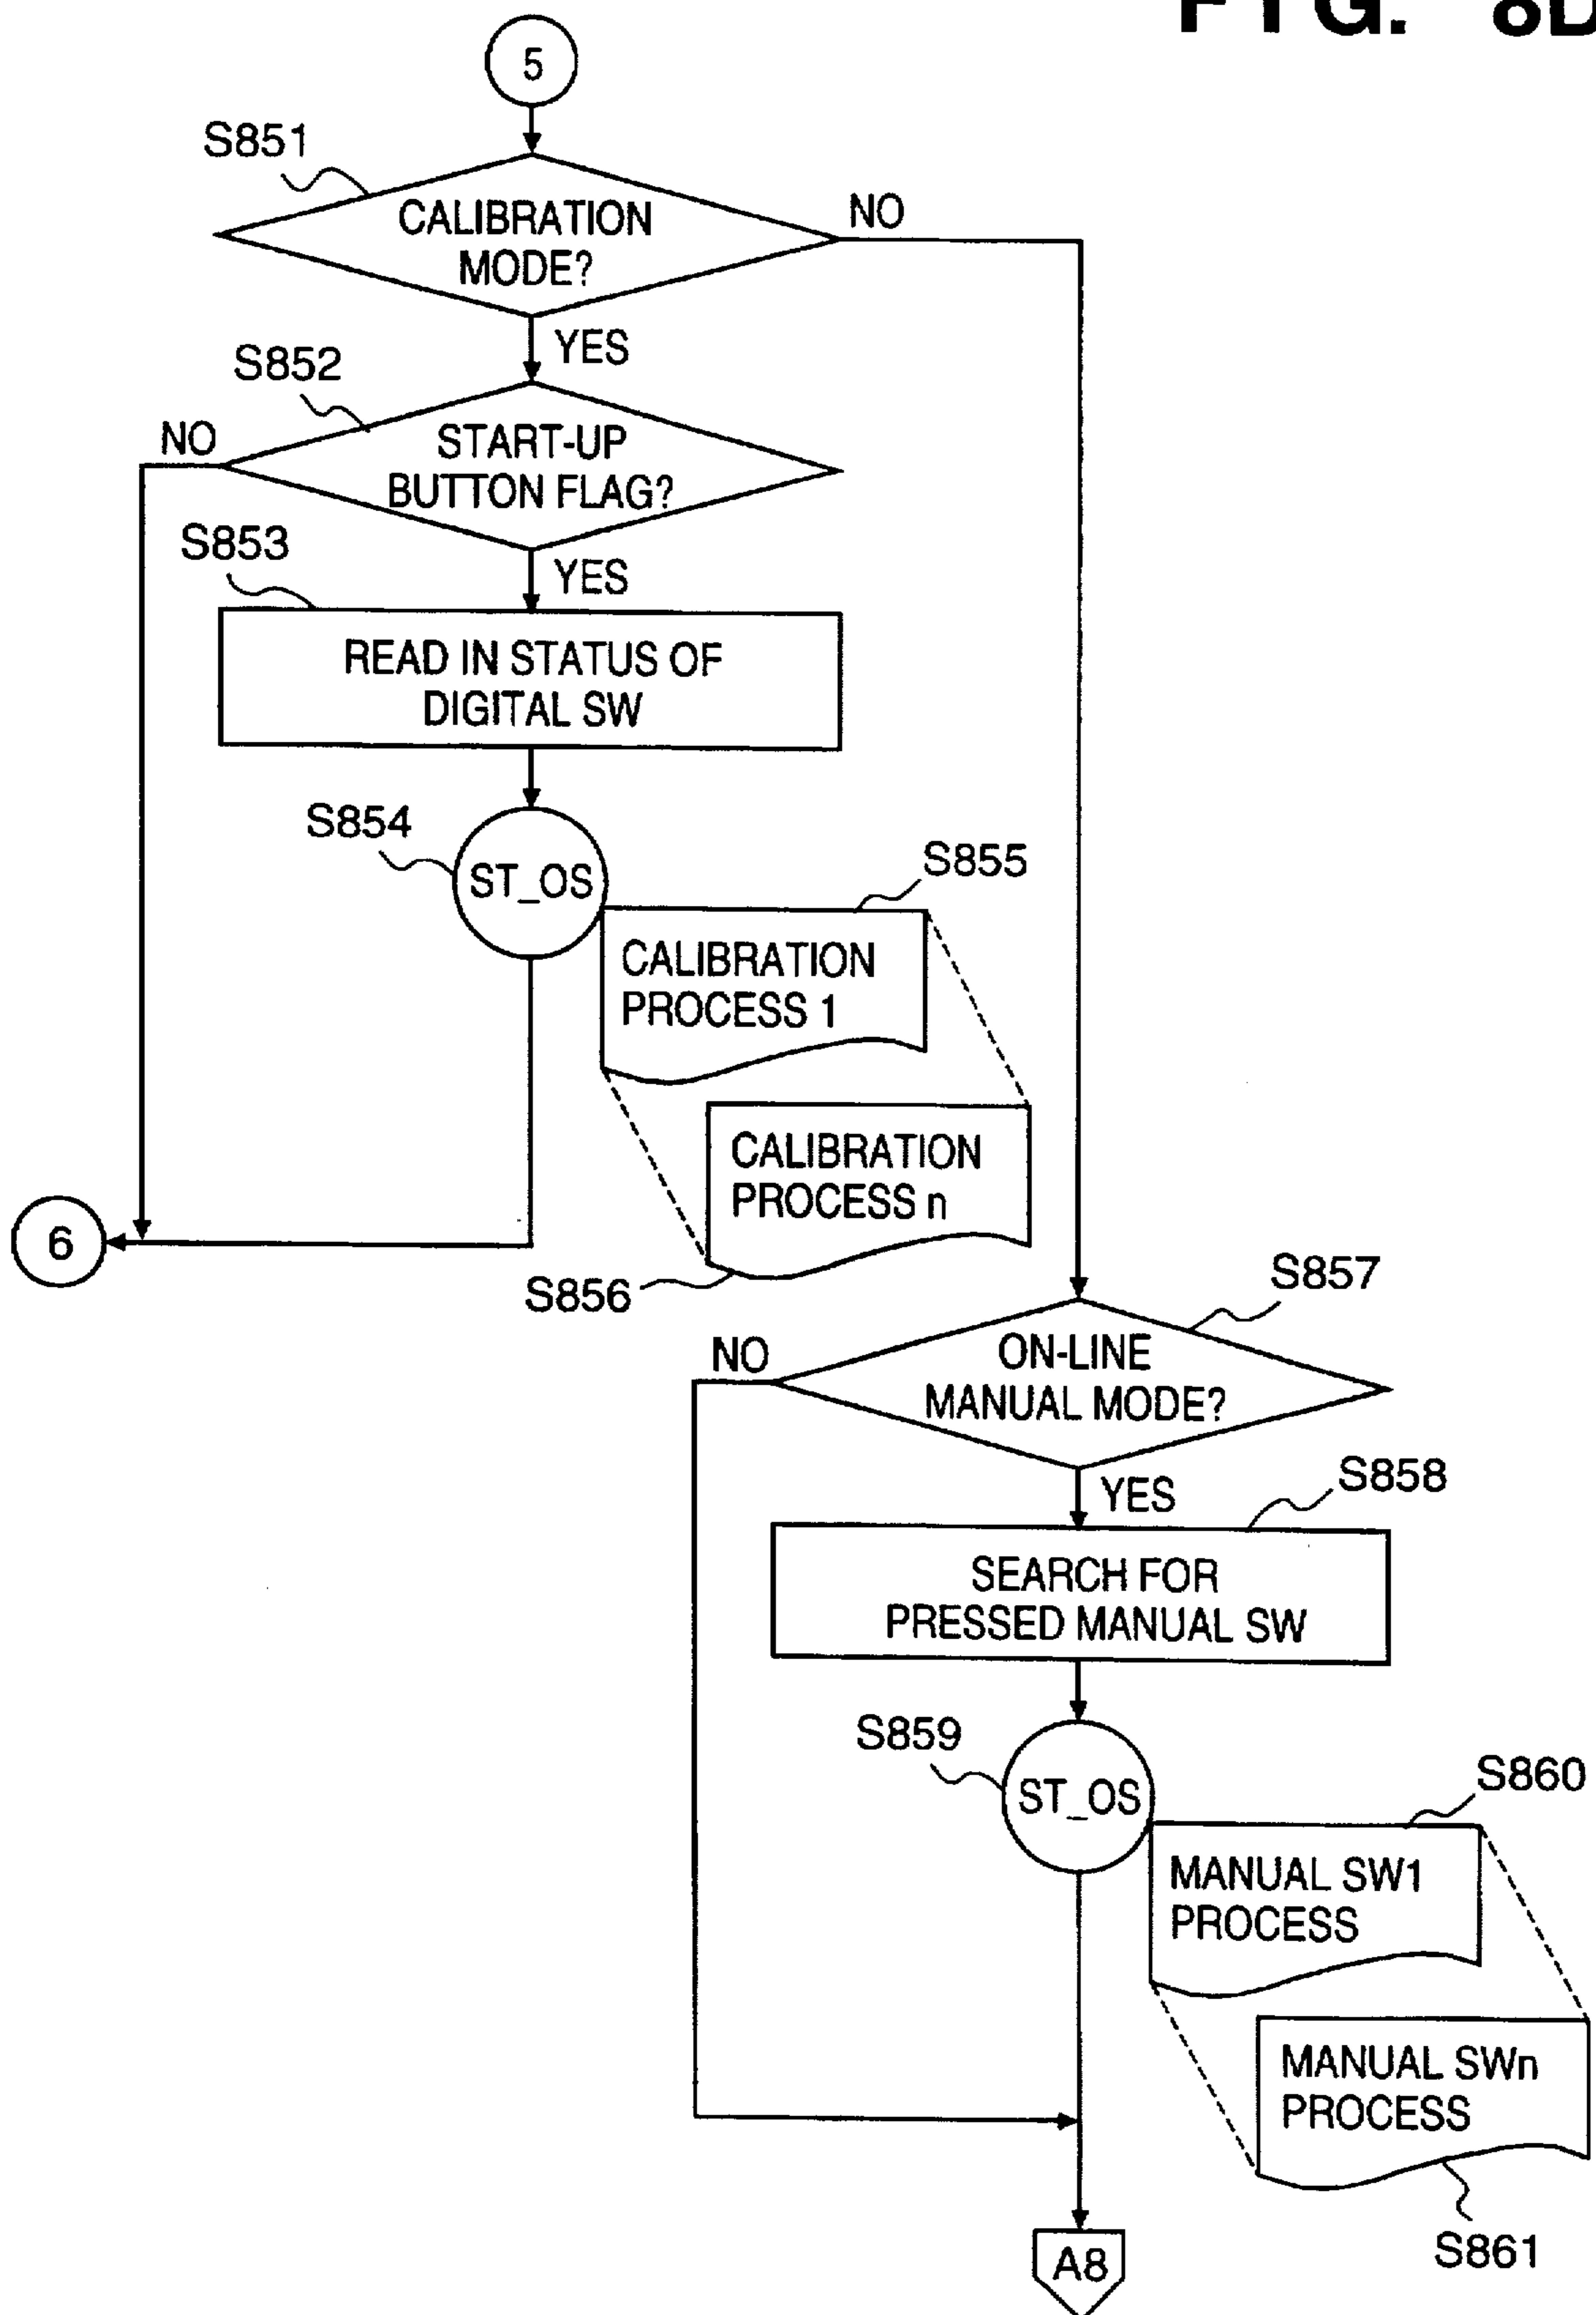 FIG. 8D
5
S851
CALIBRATION
MODE?
NO
YES
S852
START-UP
BUTTON FLAG?
NO
YES
S853
READ IN STATUS OF
DIGITAL SW
S854
ST_OS
S855
CALIBRATION
PROCESS 1
CALIBRATION
PROCESS n
S856
6
S857
ON-LINE
MANUAL MODE?
NO
YES
S858
SEARCH FOR
PRESSED MANUAL SW
S859
ST_OS
S860
MANUAL SW1
PROCESS
MANUAL SWn
PROCESS
S861
A8